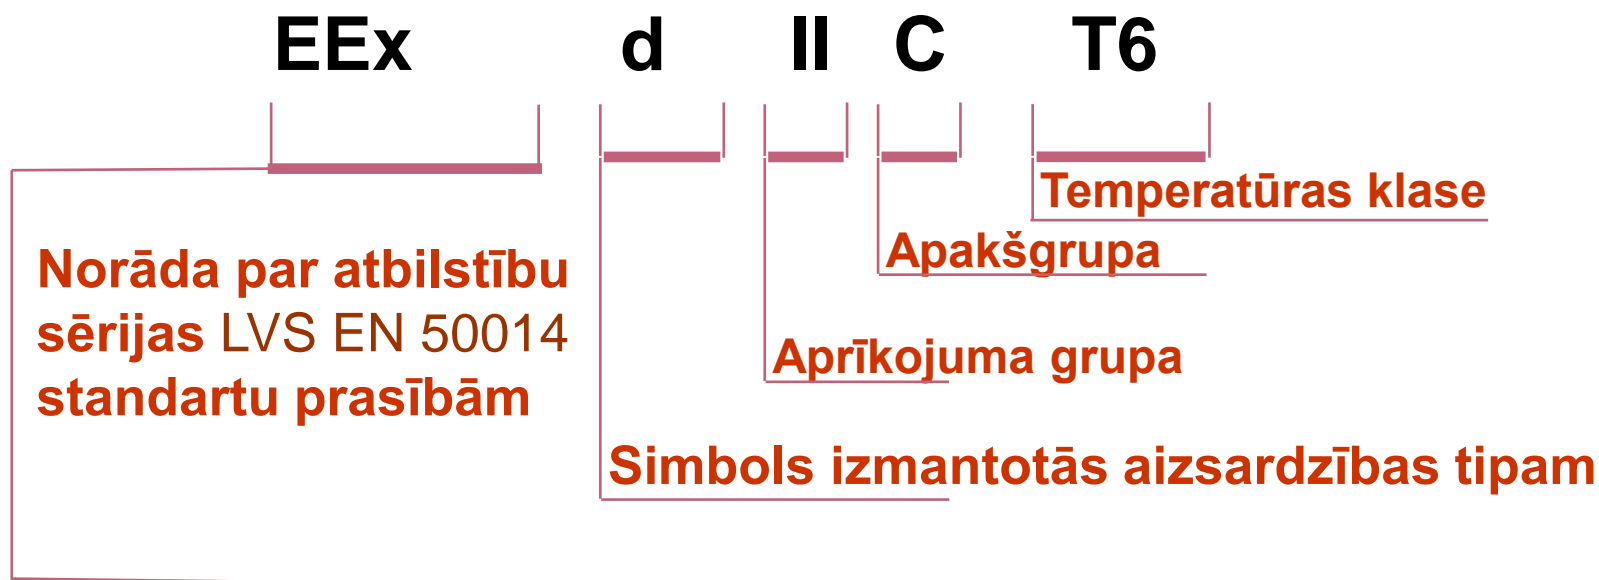 EEx d II C T6
Temperatūras klase
Apakšgrupa
Norāda par atbilstību
sērijas LVS EN 50014
standartu prasībām
Aprīkojuma grupa
Simbols izmantotās aizsardzības tipam